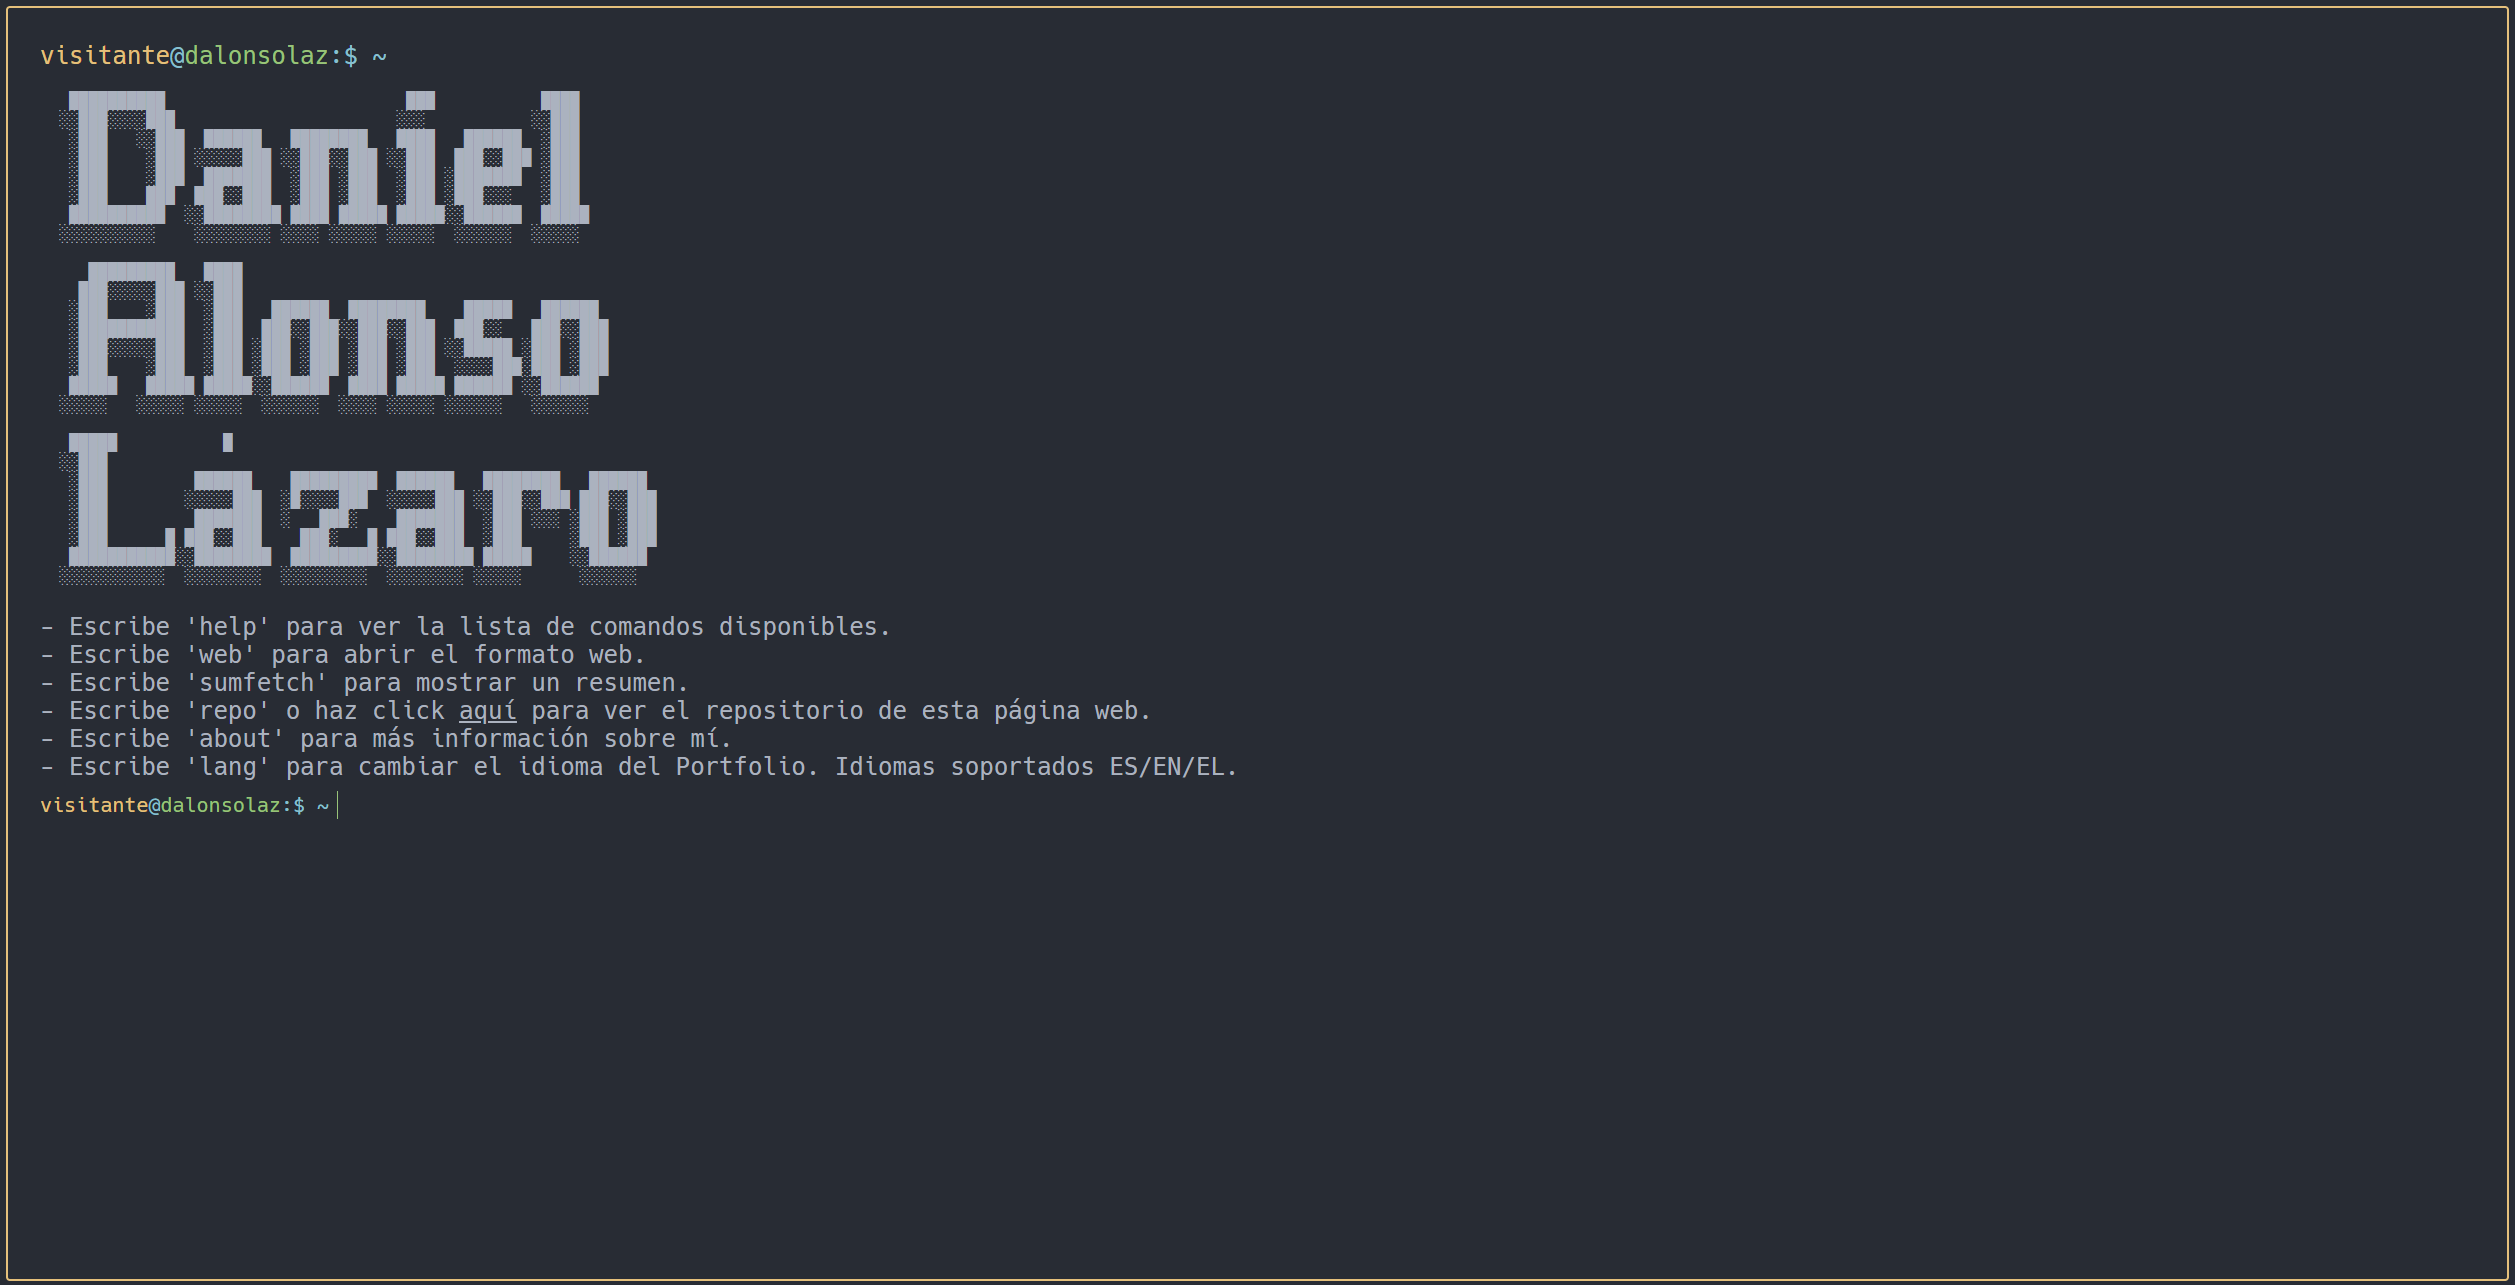 visitante@dalonsolaz:$ ~
Daniel
Alonso
Lázaro
- Escribe 'help' para ver la lista de comandos disponibles.
- Escribe 'web' para abrir el formato web.
- Escribe 'sumfetch' para mostrar un resumen.
- Escribe 'repo' o haz click aquí para ver el repositorio de esta página web.
- Escribe 'about' para más información sobre mí.
- Escribe 'lang' para cambiar el idioma del Portfolio. Idiomas soportados ES/EN/EL.
visitante@dalonsolaz:$ ~